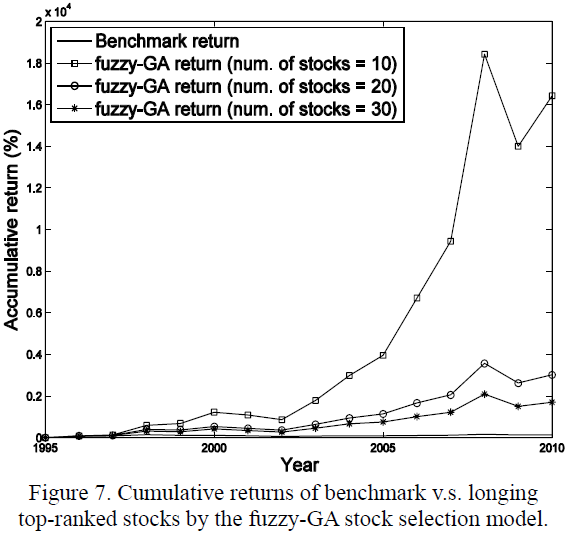 x 10^4
2
1.8
1.6
1.4
1.2
1
0.8
0.6
0.4
0.2
0
Accumulative return (%)
Benchmark return
fuzzy-GA return (num. of stocks = 10)
fuzzy-GA return (num. of stocks = 20)
fuzzy-GA return (num. of stocks = 30)
1995 2000 2005 2010
Year
Figure 7. Cumulative returns of benchmark v.s. longing
top-ranked stocks by the fuzzy-GA stock selection model.